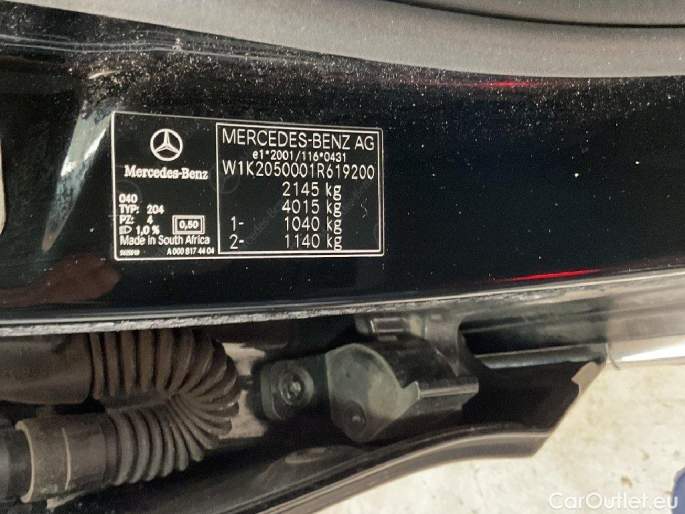 Mercedes-Benz
040
TYP: 204
PZ: 4
1,0 %
0,50
Made in South Africa
A 000 817 44 04
MERCEDES-BENZ AG
e1*2001/116*0431
W1K2050001R619200
2145 kg
4015 kg
1- 1040 kg
2- 1140 kg
CarOutlet.eu